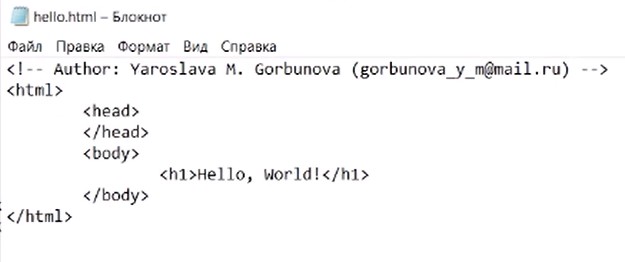 hello.html – Блокнот
Файл Правка Формат Вид Справка
<!-- Author: Yaroslava M. Gorbunova (gorbunova_y_m@mail.ru) -->
<html>
<head>
</head>
<body>
<h1>Hello, World!</h1>
</body>
</html>